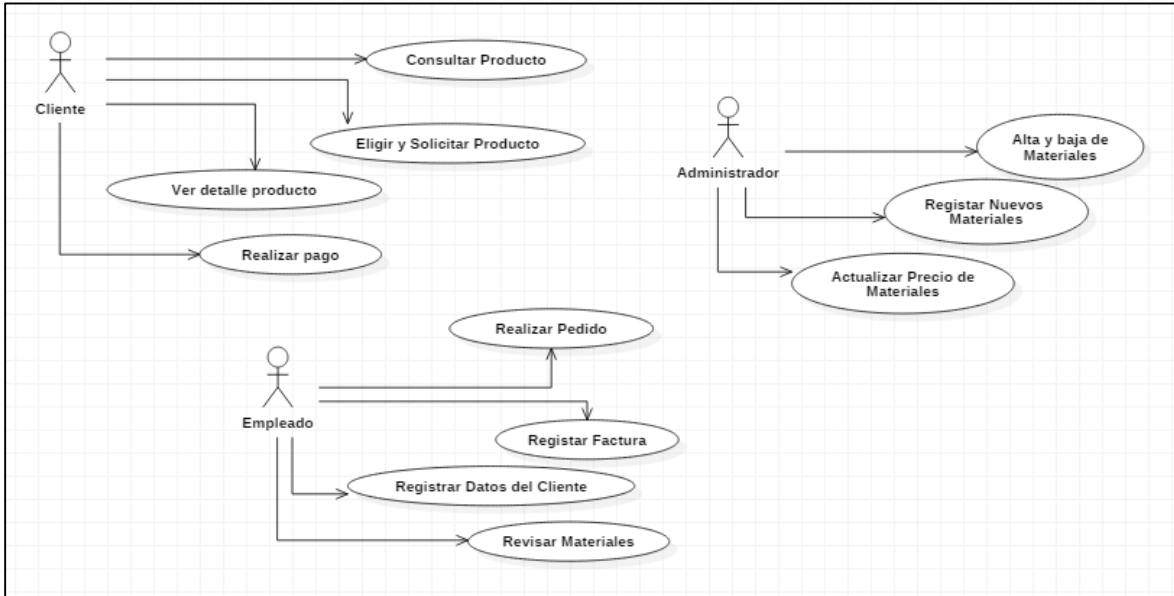 Cliente
Consultar Producto
Eligir y Solicitar Producto
Ver detalle producto
Realizar pago
Administrador
Alta y baja de
Materiales
Registar Nuevos
Materiales
Actualizar Precio de
Materiales
Empleado
Realizar Pedido
Registar Factura
Registrar Datos del Cliente
Revisar Materiales